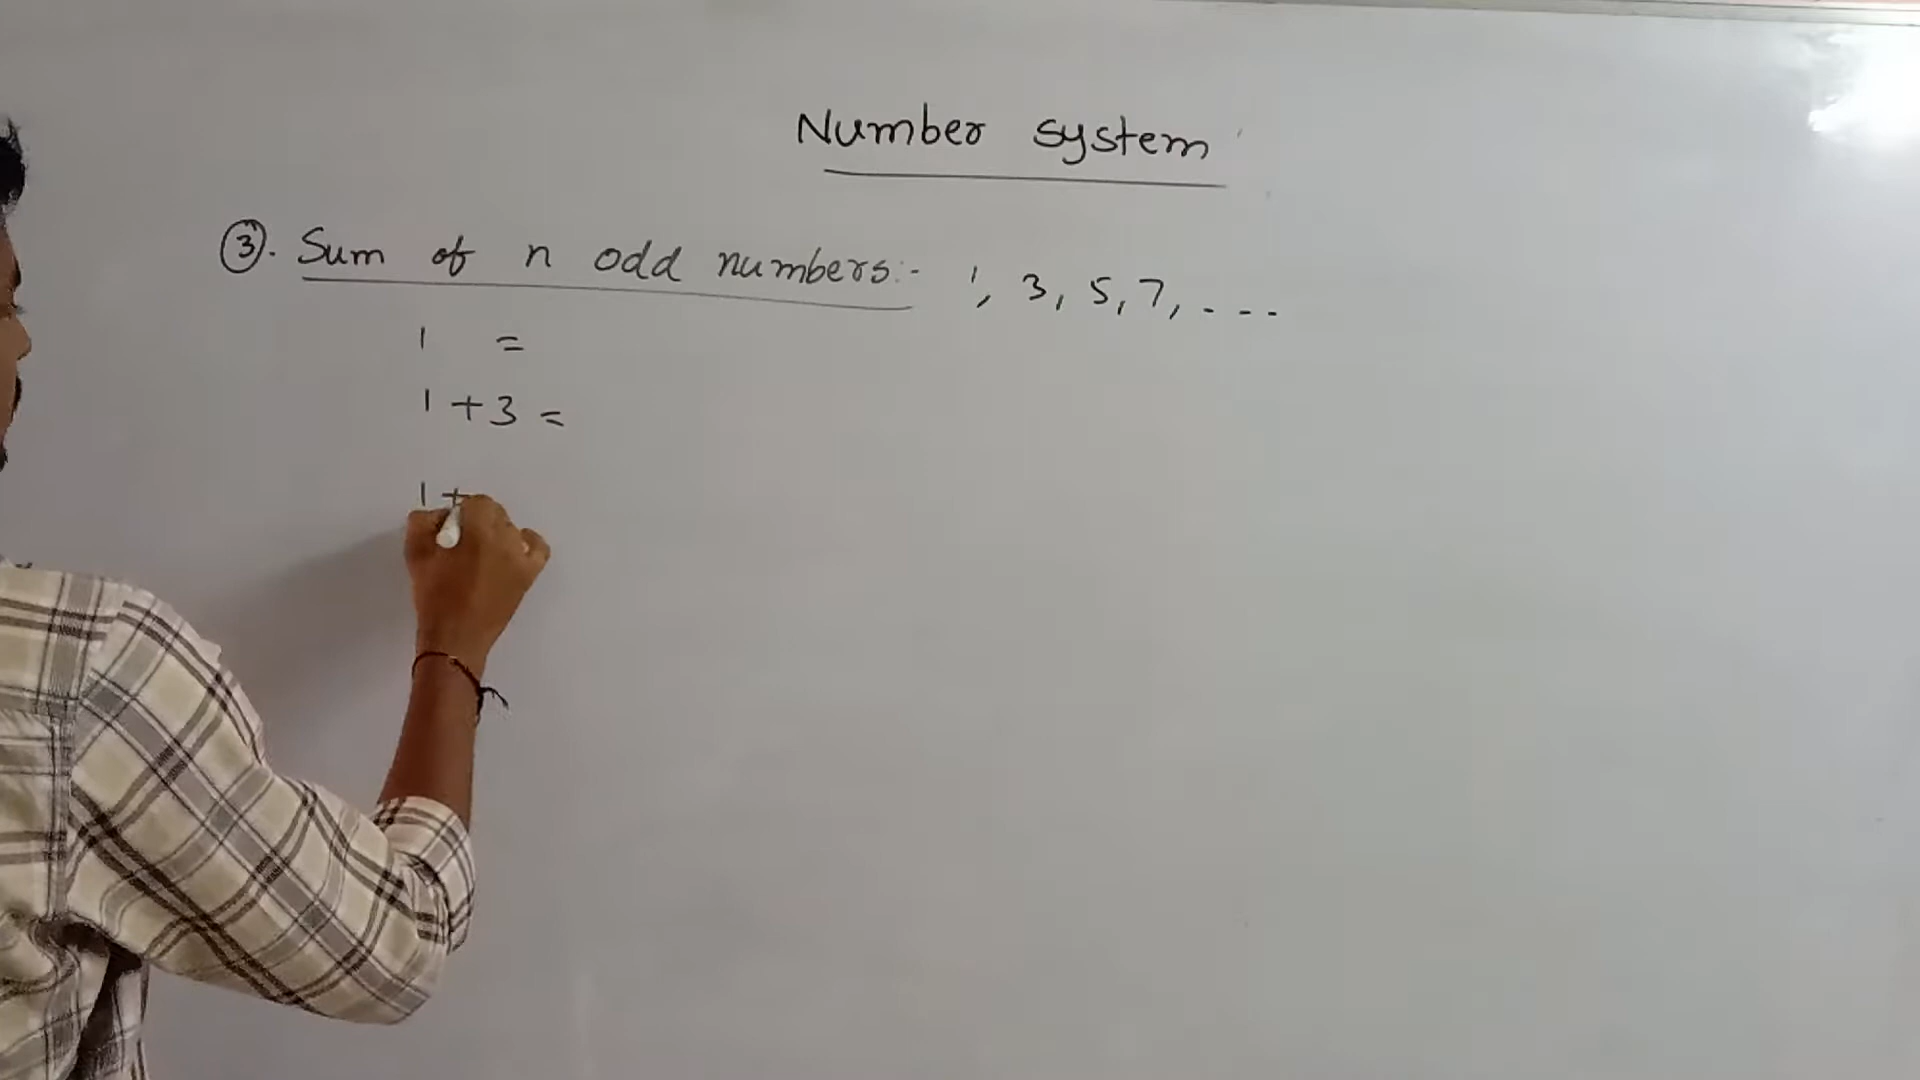 Number system
③. Sum of n odd numbers:- 1, 3, 5, 7, - - -
1 =
1 + 3 =
1 +